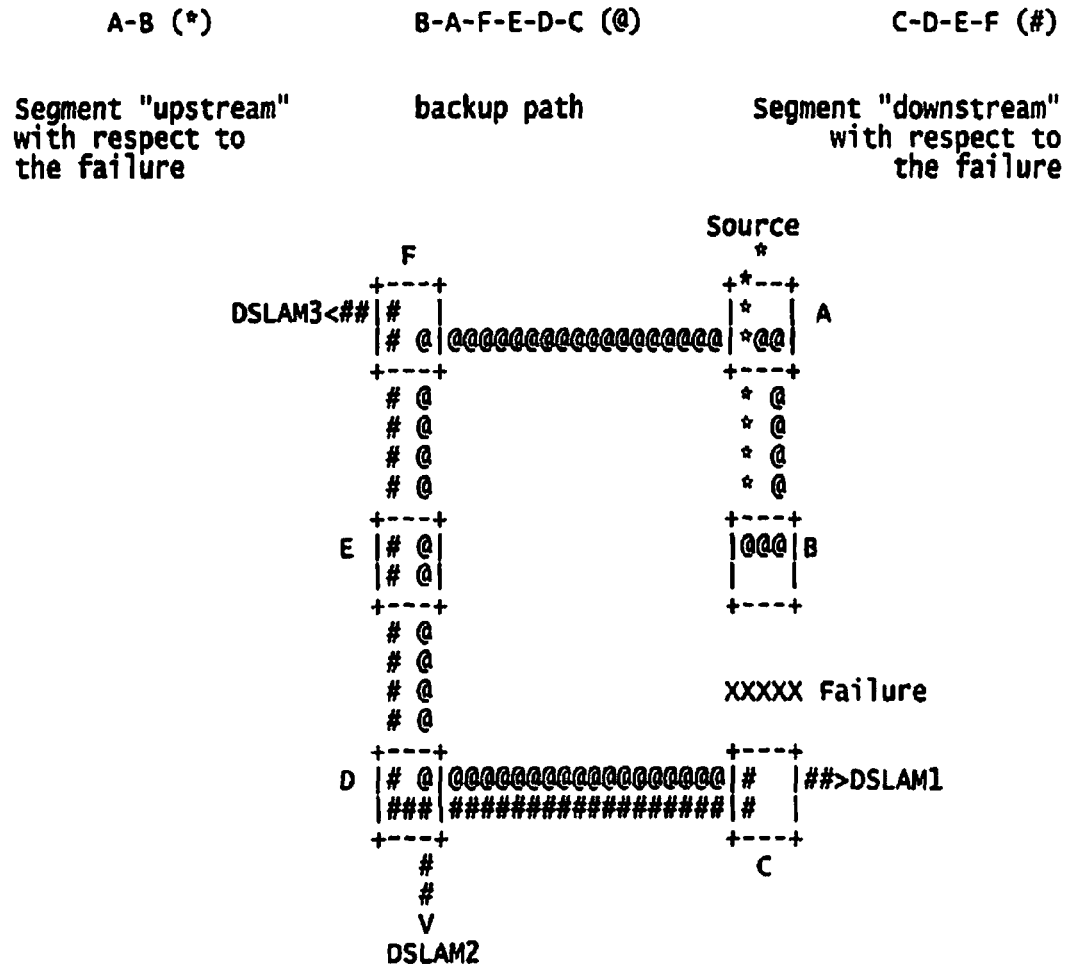 A-B (*) B-A-F-E-D-C (@) C-D-E-F (#)
Segment "upstream" backup path Segment "downstream"
with respect to with respect to
the failure the failure
Source
F *
+---+ +*--+
DSLAM3<##|# | |* | A
|# @|@@@@@@@@@@@@@@@@@@|*@@|
+---+ +---+
# @ * @
# @ * @
# @ * @
# @ * @
+---+ +---+
E |# @| |@@@|B
|# @| | |
+---+ +---+
# @
# @
# @ XXXXX Failure
# @
+---+ +---+
D |# @|@@@@@@@@@@@@@@@@@@|# |##>DSLAM1
|###|##################|# |
+---+ +---+
# C
#
V
DSLAM2